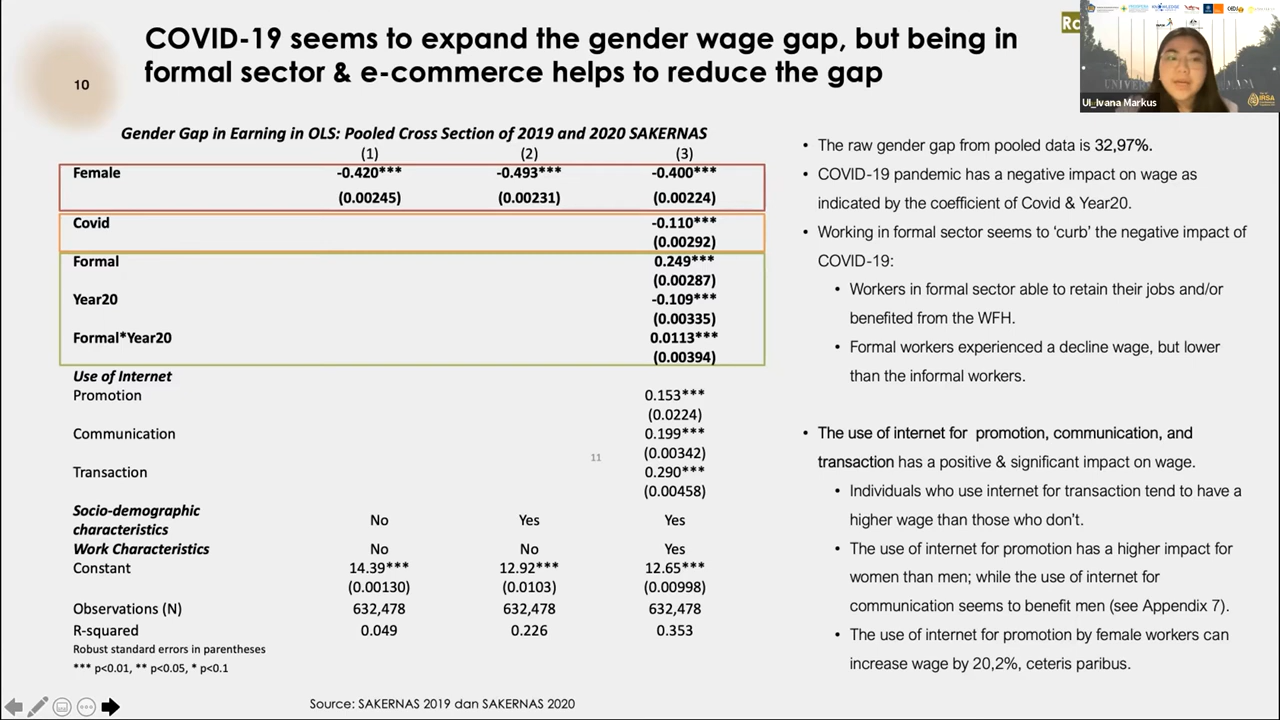 COVID-19 seems to expand the gender wage gap, but being in
formal sector & e-commerce helps to reduce the gap
10
UI_Ivana Markus
Gender Gap in Earning in OLS: Pooled Cross Section of 2019 and 2020 SAKERNAS
(1) (2) (3)
Female -0.420*** -0.493*** -0.400***
(0.00245) (0.00231) (0.00224)
Covid -0.110***
(0.00292)
Formal 0.249***
(0.00287)
Year20 -0.109***
(0.00335)
Formal*Year20 0.0113***
(0.00394)
Use of Internet
Promotion 0.153***
(0.0224)
Communication 0.199***
(0.00342)
11
Transaction 0.290***
(0.00458)
Socio-demographic
characteristics No Yes Yes
Work Characteristics No No Yes
Constant 14.39*** 12.92*** 12.65***
(0.00130) (0.0103) (0.00998)
Observations (N) 632,478 632,478 632,478
R-squared 0.049 0.226 0.353
Robust standard errors in parentheses
*** p<0.01, ** p<0.05, * p<0.1
Source: SAKERNAS 2019 dan SAKERNAS 2020
• The raw gender gap from pooled data is 32,97%.
• COVID-19 pandemic has a negative impact on wage as
indicated by the coefficient of Covid & Year20.
• Working in formal sector seems to ‘curb’ the negative impact of
COVID-19:
• Workers in formal sector able to retain their jobs and/or
benefited from the WFH.
• Formal workers experienced a decline wage, but lower
than the informal workers.
• The use of internet for promotion, communication, and
transaction has a positive & significant impact on wage.
• Individuals who use internet for transaction tend to have a
higher wage than those who don’t.
• The use of internet for promotion has a higher impact for
women than men; while the use of internet for
communication seems to benefit men (see Appendix 7).
• The use of internet for promotion by female workers can
increase wage by 20,2%, ceteris paribus.